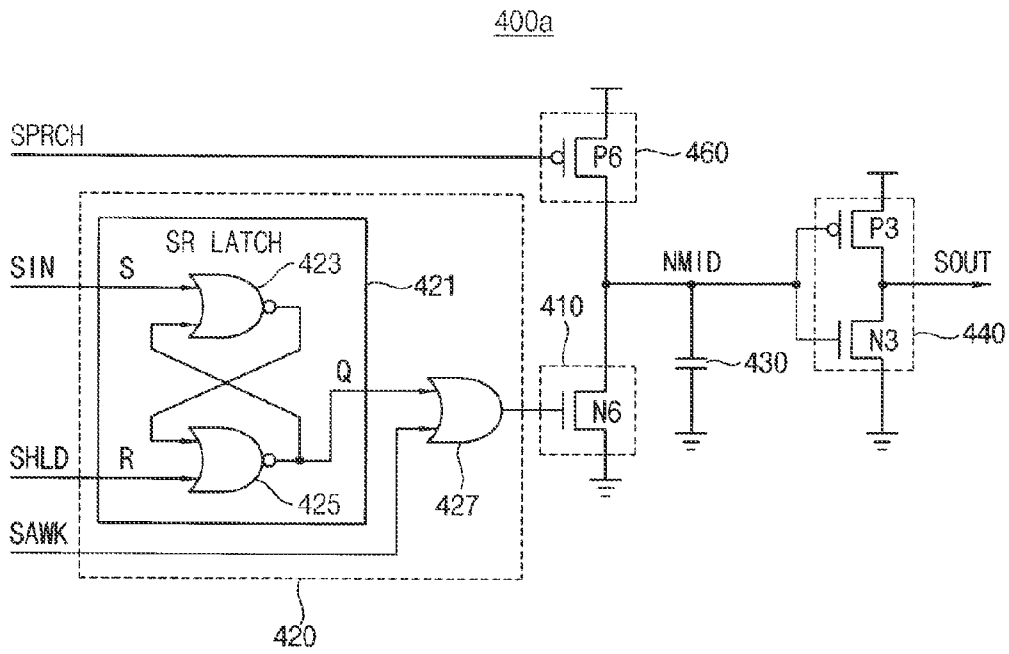 400a
SPRCH
P6
460
SR LATCH
P3
SIN
S
423
421
NMID
SOUT
410
Q
430
N3
440
N6
SHLD
R
425
427
SAWK
420